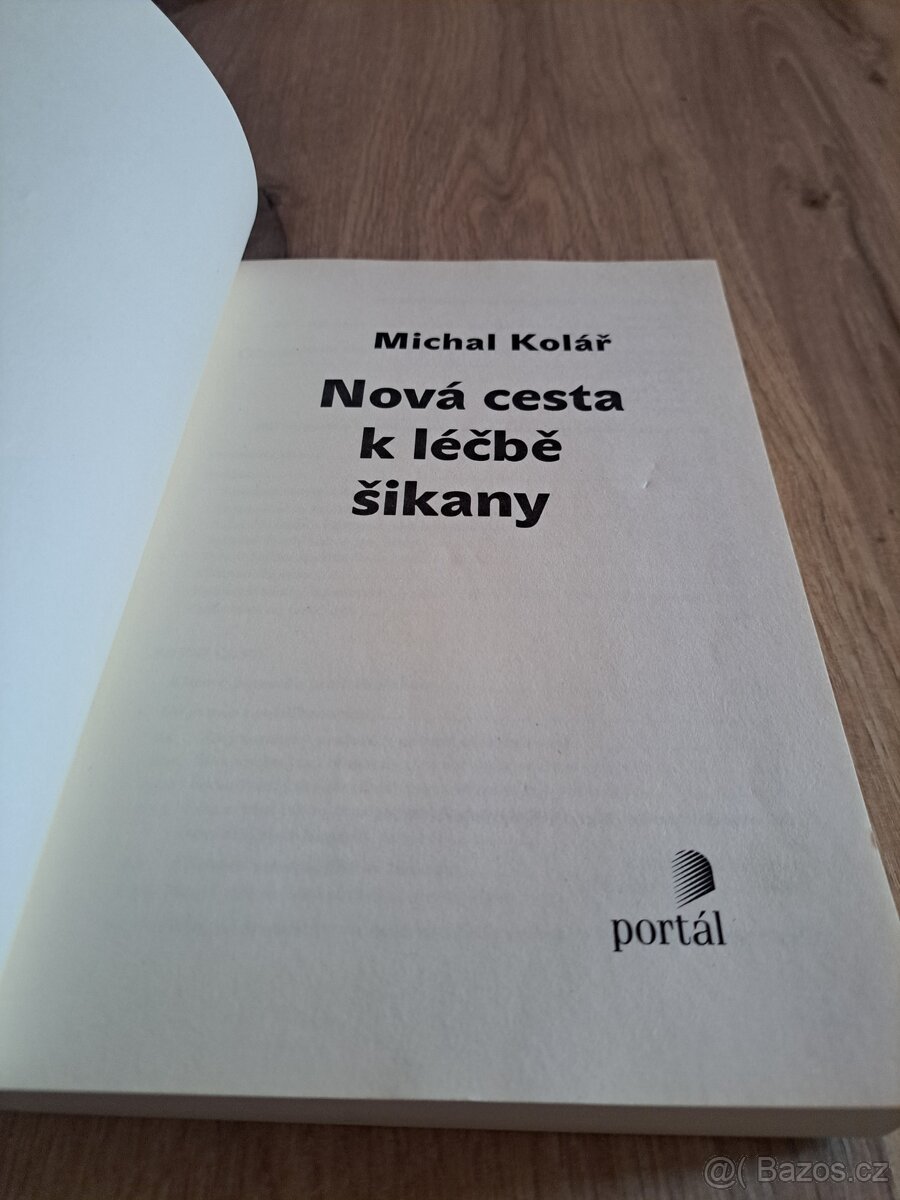 Michal Kolář
Nová cesta
k léčbě
šikany
portál
@( Bazos.cz